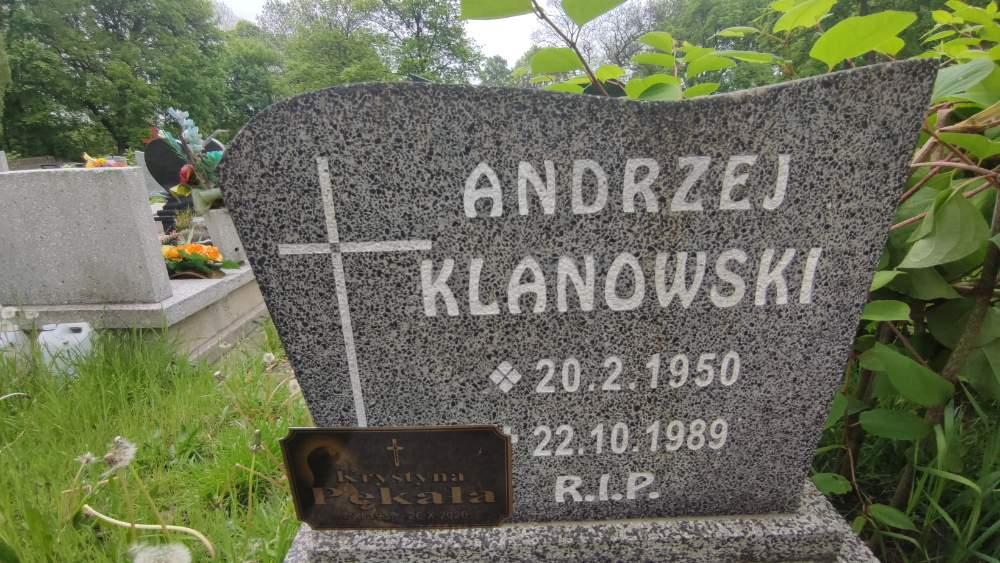 ANDRZEJ
KLANOWSKI
20.2.1950
22.10.1989
R.I.P.
Krystyna
Pękala